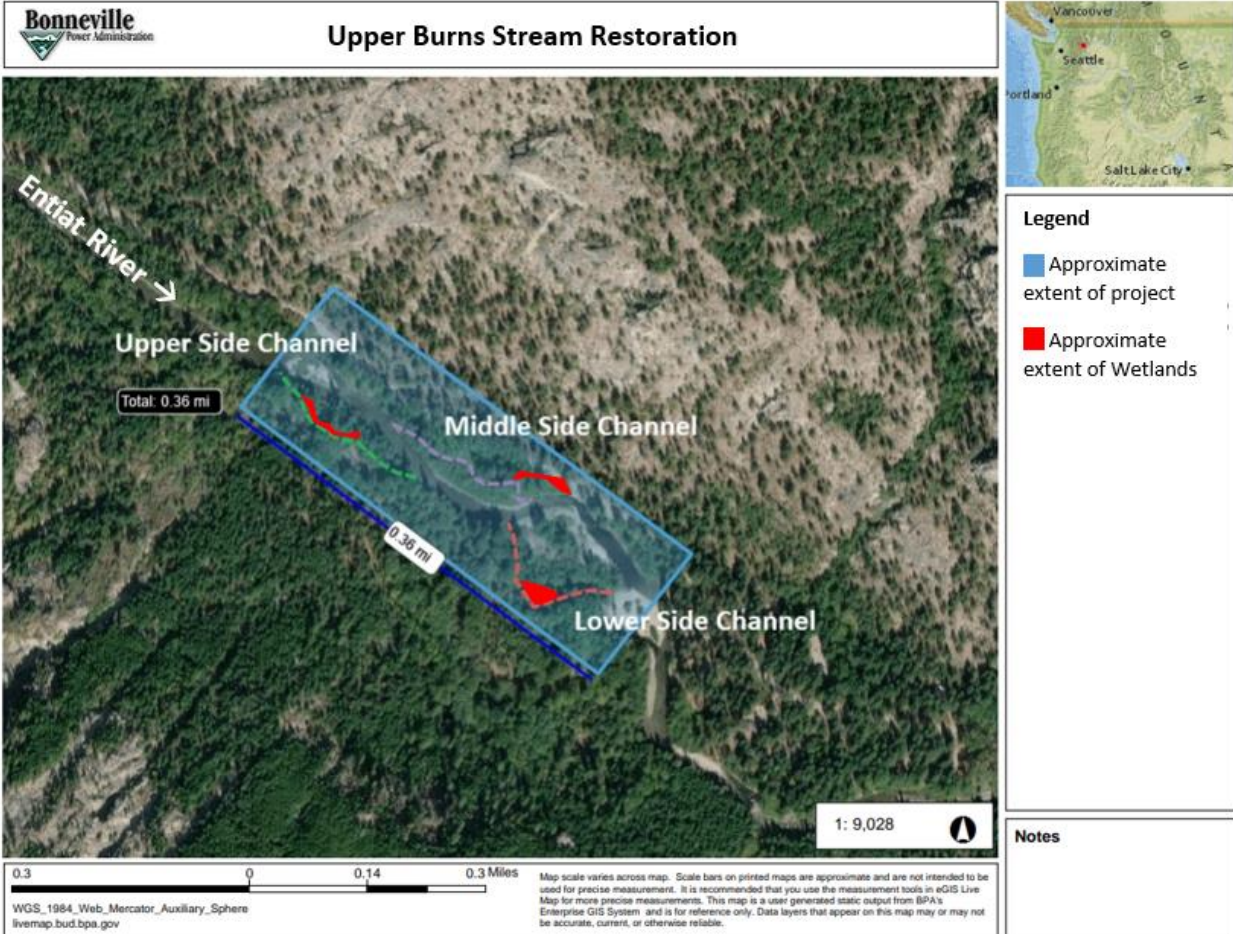 Bonneville
Power Administration
Upper Burns Stream Restoration
Vancouver
Seattle
Portland
Salt Lake City
Entiat River →
Upper Side Channel
Total: 0.36 mi
Middle Side Channel
0.36 mi
Lower Side Channel
1: 9,028
Legend
Approximate
extent of project
Approximate
extent of Wetlands
Notes
0.3 0 0.14 0.3 Miles
WGS_1984_Web_Mercator_Auxiliary_Sphere
livemap.bud.bpa.gov
Map scale varies across map. Scale bars on printed maps are approximate and are not intended to be
used for precise measurement. It is recommended that you use the measurement tools in eGIS Live
Map for more precise measurements. This map is a user generated static output from BPA's
Enterprise GIS System and is for reference only. Data layers that appear on this map may or may not
be accurate, current, or otherwise reliable.